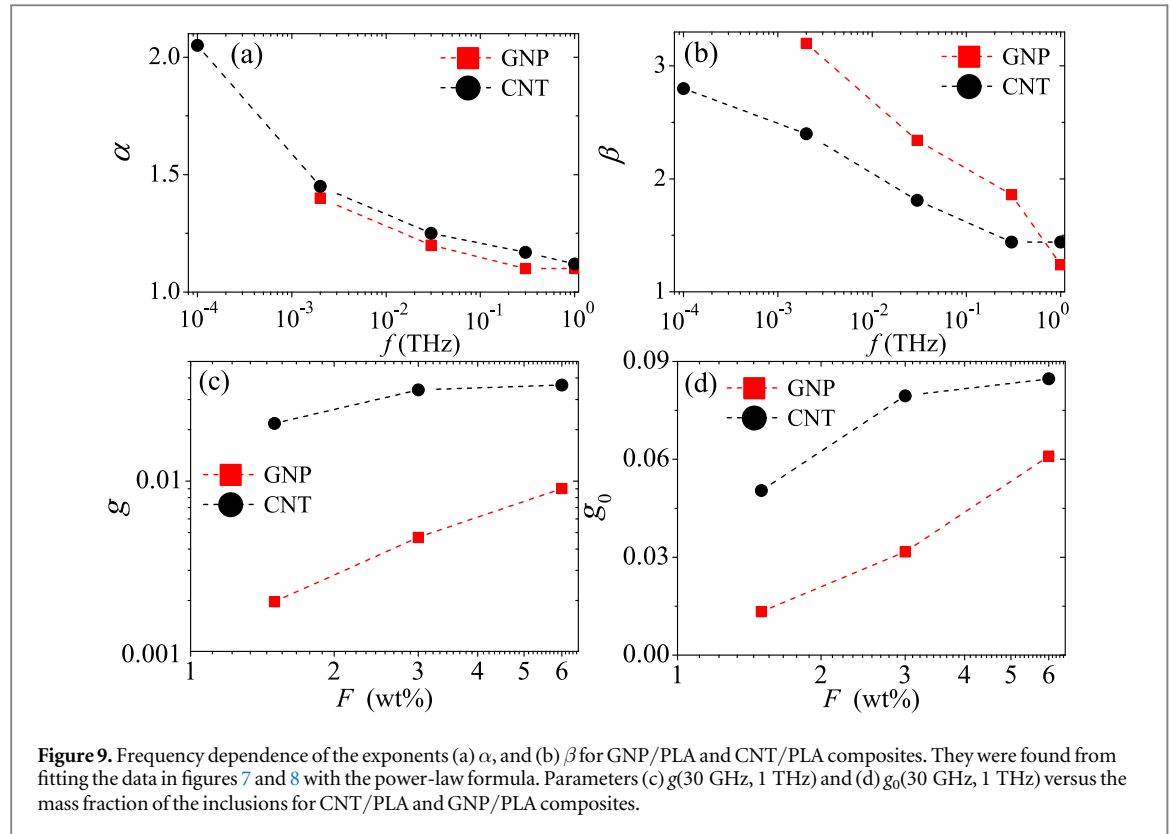 (a)
GNP
CNT
2.0
1.5
1.0
α
10⁻⁴ 10⁻³ 10⁻² 10⁻¹ 10⁰
f (THz)
(b)
GNP
CNT
3
2
1
β
10⁻⁴ 10⁻³ 10⁻² 10⁻¹ 10⁰
f (THz)
(c)
GNP
CNT
0.01
0.001
g
1 2 3 4 5 6
F (wt%)
(d)
GNP
CNT
0.09
0.06
0.03
0.00
g₀
1 2 3 4 5 6
F (wt%)
Figure 9. Frequency dependence of the exponents (a) α, and (b) β for GNP/PLA and CNT/PLA composites. They were found from
fitting the data in figures 7 and 8 with the power-law formula. Parameters (c) g(30 GHz, 1 THz) and (d) g₀(30 GHz, 1 THz) versus the
mass fraction of the inclusions for CNT/PLA and GNP/PLA composites.